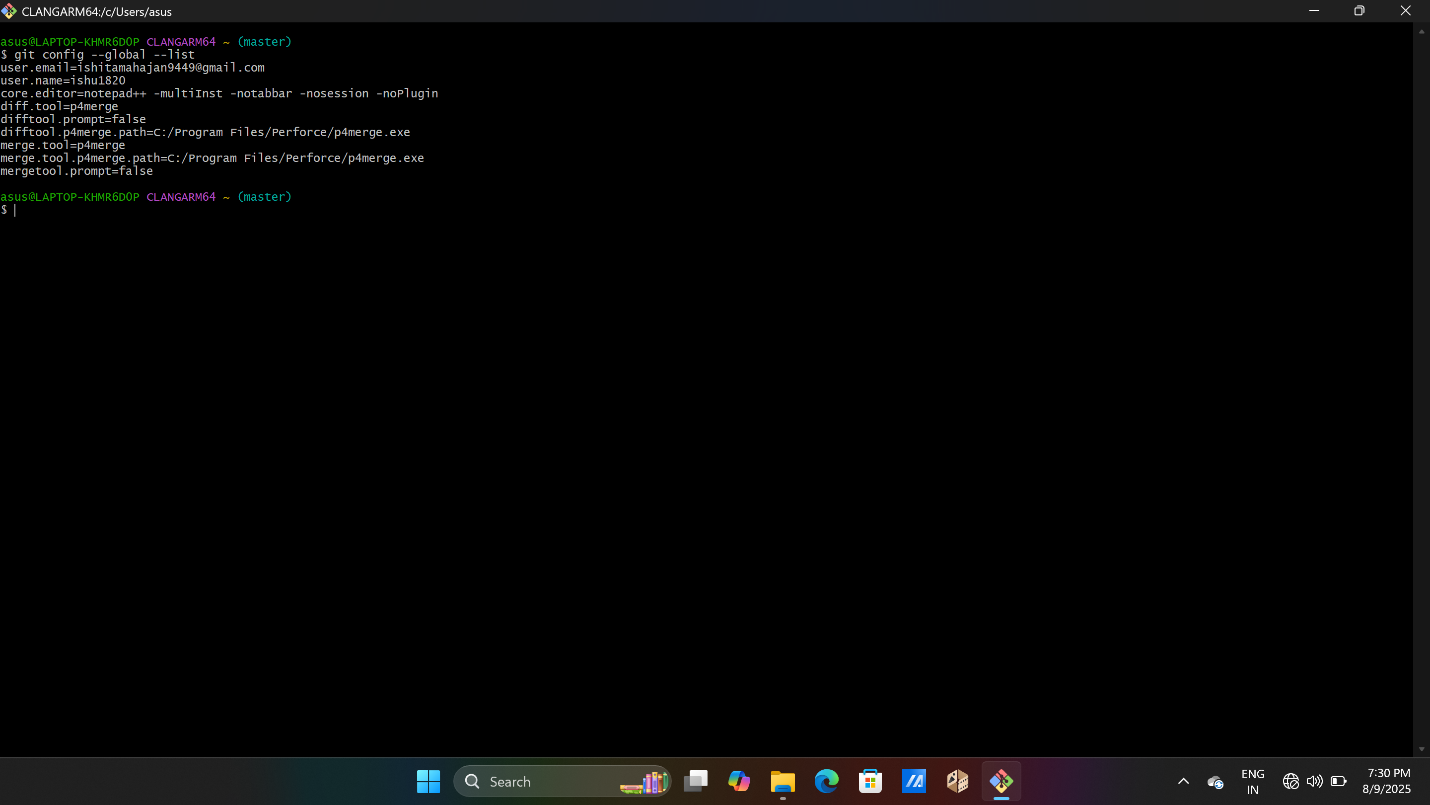 CLANGARM64:/c/Users/asus
asus@LAPTOP-KHMR6D0P CLANGARM64 ~ (master)
$ git config --global --list
user.email=ishitamahajan9449@gmail.com
user.name=ishu1820
core.editor=notepad++ -multiInst -notabbar -nosession -noPlugin
diff.tool=p4merge
difftool.prompt=false
difftool.p4merge.path=C:/Program Files/Perforce/p4merge.exe
merge.tool=p4merge
merge.tool.p4merge.path=C:/Program Files/Perforce/p4merge.exe
mergetool.prompt=false
asus@LAPTOP-KHMR6D0P CLANGARM64 ~ (master)
$
Search
ENG
IN
7:30 PM
8/9/2025